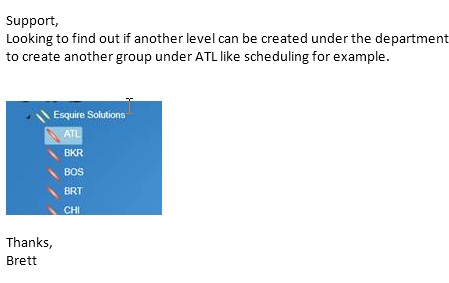 Support,
Looking to find out if another level can be created under the department
to create another group under ATL like scheduling for example.
Esquire Solutions
ATL
BKR
BOS
BRT
CHI
Thanks,
Brett